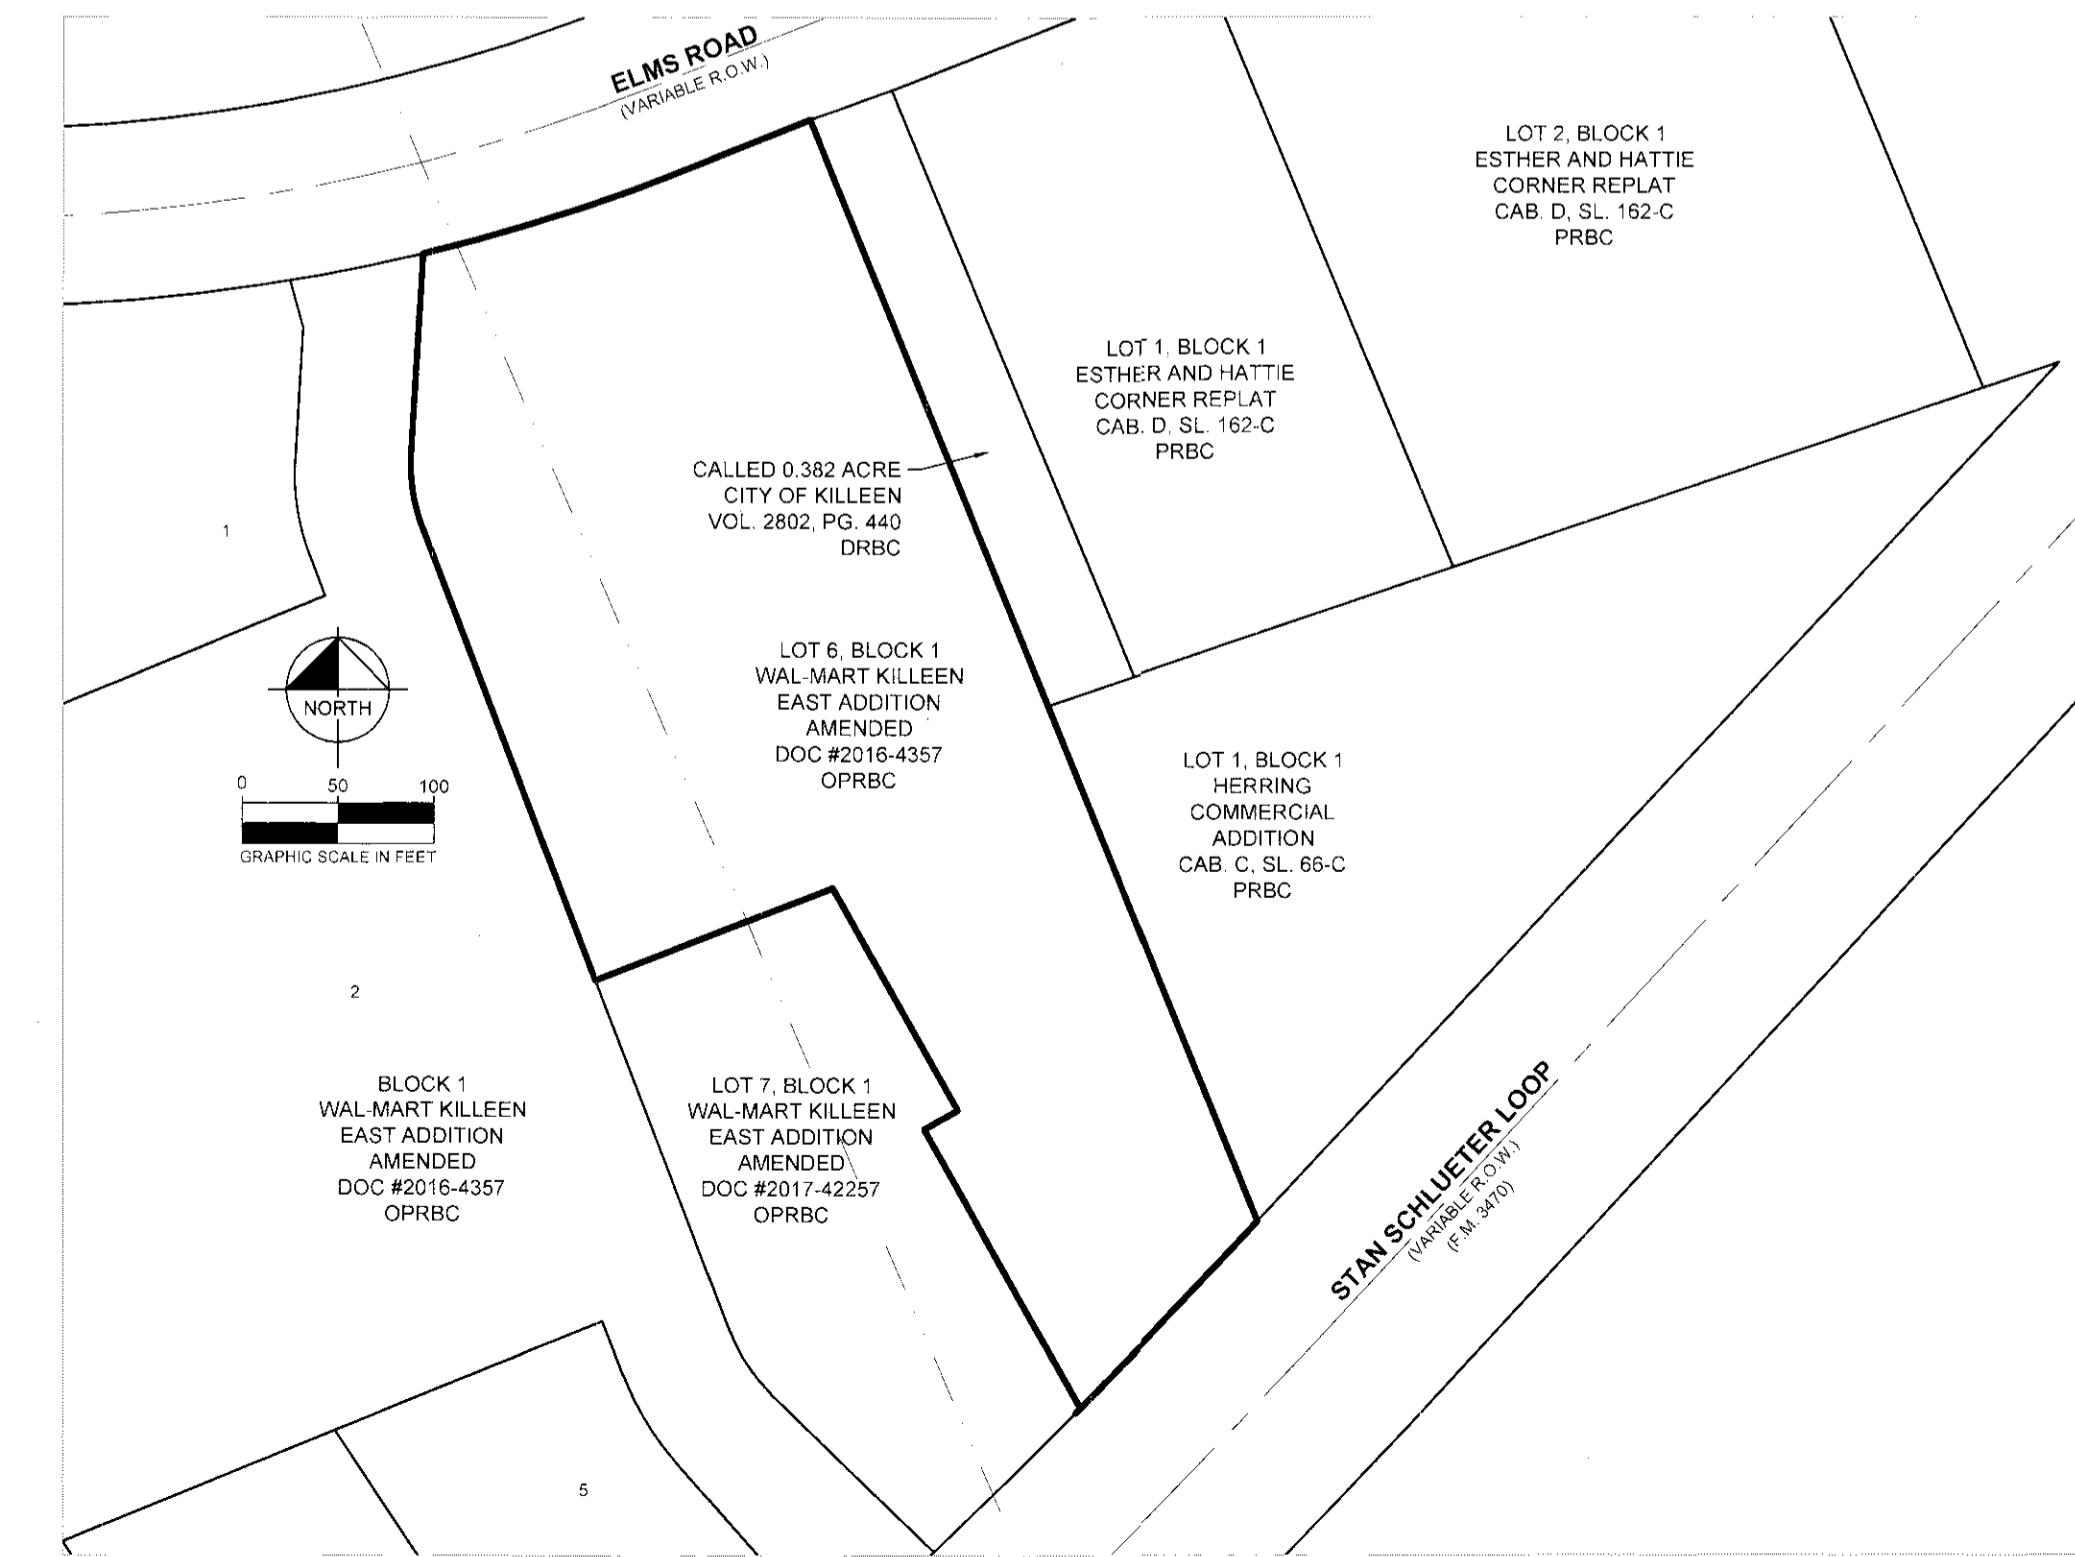 ELMS ROAD
(VARIABLE R.O.W.)
LOT 2, BLOCK 1
ESTHER AND HATTIE
CORNER REPLAT
CAB. D, SL. 162-C
PRBC
LOT 1, BLOCK 1
ESTHER AND HATTIE
CORNER REPLAT
CAB. D, SL. 162-C
PRBC
CALLED 0.382 ACRE
CITY OF KILLEEN
VOL. 2802, PG. 440
DRBC
1
LOT 6, BLOCK 1
WAL-MART KILLEEN
EAST ADDITION
AMENDED
DOC #2016-4357
OPRBC
NORTH
0 50 100
GRAPHIC SCALE IN FEET
LOT 1, BLOCK 1
HERRING
COMMERCIAL
ADDITION
CAB. C, SL. 66-C
PRBC
2
BLOCK 1
WAL-MART KILLEEN
EAST ADDITION
AMENDED
DOC #2016-4357
OPRBC
LOT 7, BLOCK 1
WAL-MART KILLEEN
EAST ADDITION
AMENDED
DOC #2017-42257
OPRBC
STAN SCHLUETER LOOP
(VARIABLE R.O.W.)
(F.M. 3470)
5